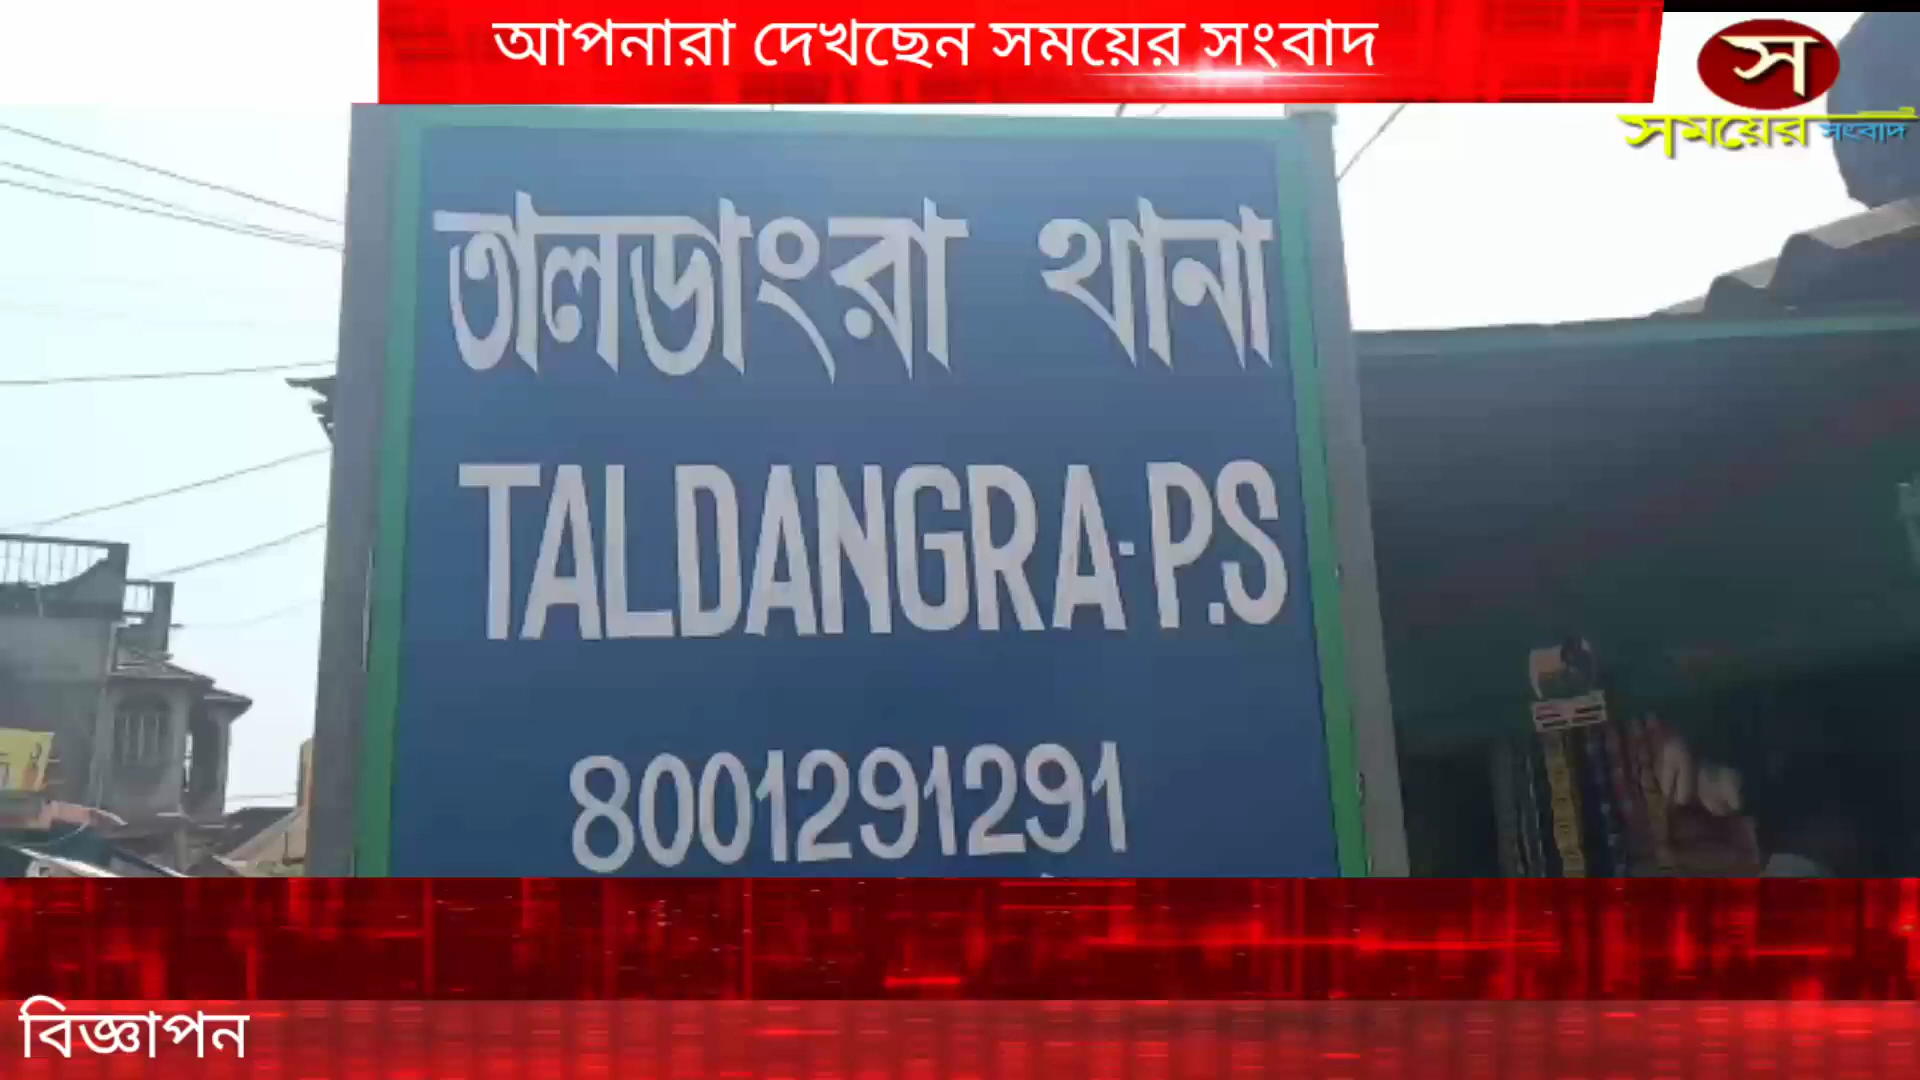 আপনারা দেখছেন সময়ের সংবাদ
স
সময়ের সংবাদ
তালডাংরা থানা
TALDANGRA-P.S
8001291291
বিজ্ঞাপন